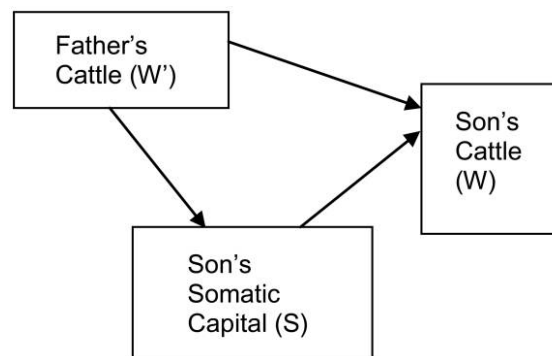 Father’s
Cattle (W’)
Son’s
Cattle
(W)
Son’s
Somatic
Capital (S)